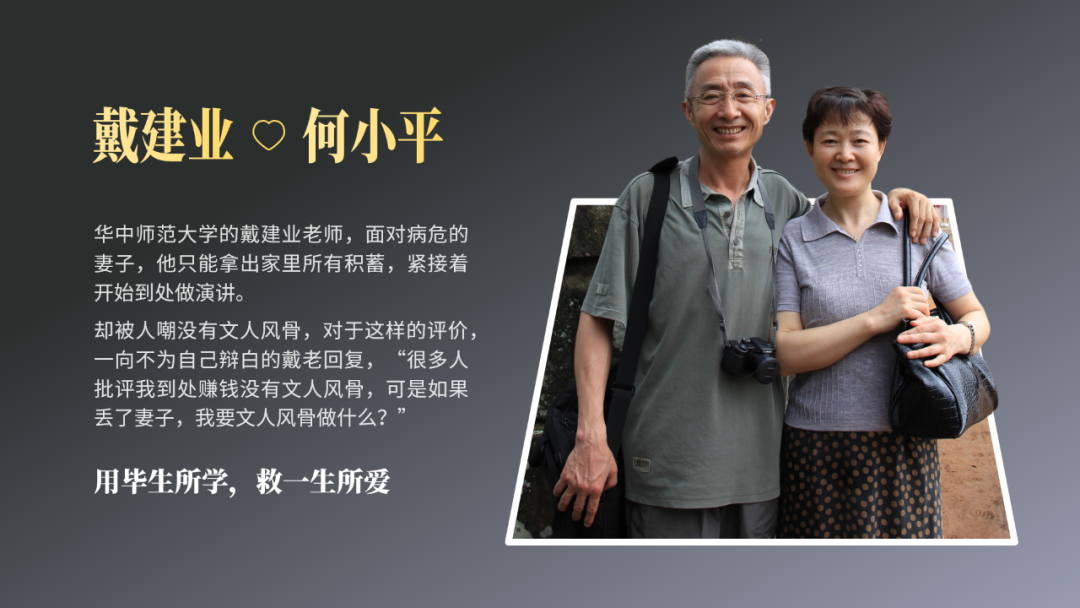 戴建业♡何小平
华中师范大学的戴建业老师，面对病危的
妻子，他只能拿出家里所有积蓄，紧接着
开始到处做演讲。
却被人嘲没有文人风骨，对于这样的评价，
一向不为自己辩白的戴老回复，“很多人
批评我到处赚钱没有文人风骨，可是如果
丢了妻子，我要文人风骨做什么？”
用毕生所学，救一生所爱